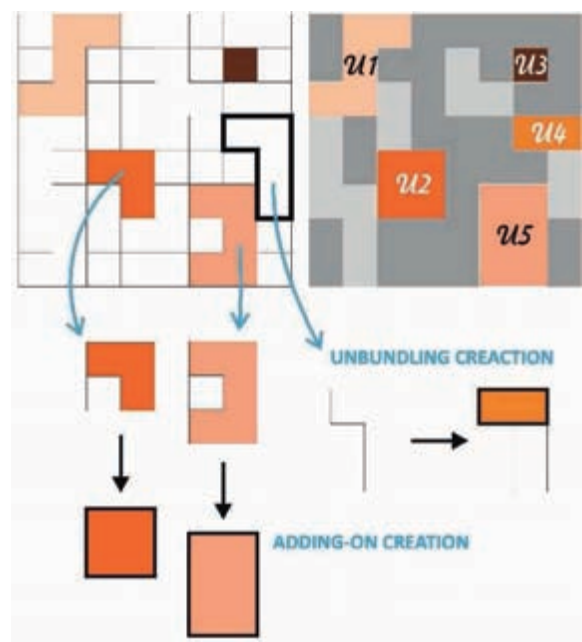 U1
U3
U4
U2
U5
UNBUNDLING CREACTION
ADDING-ON CREATION